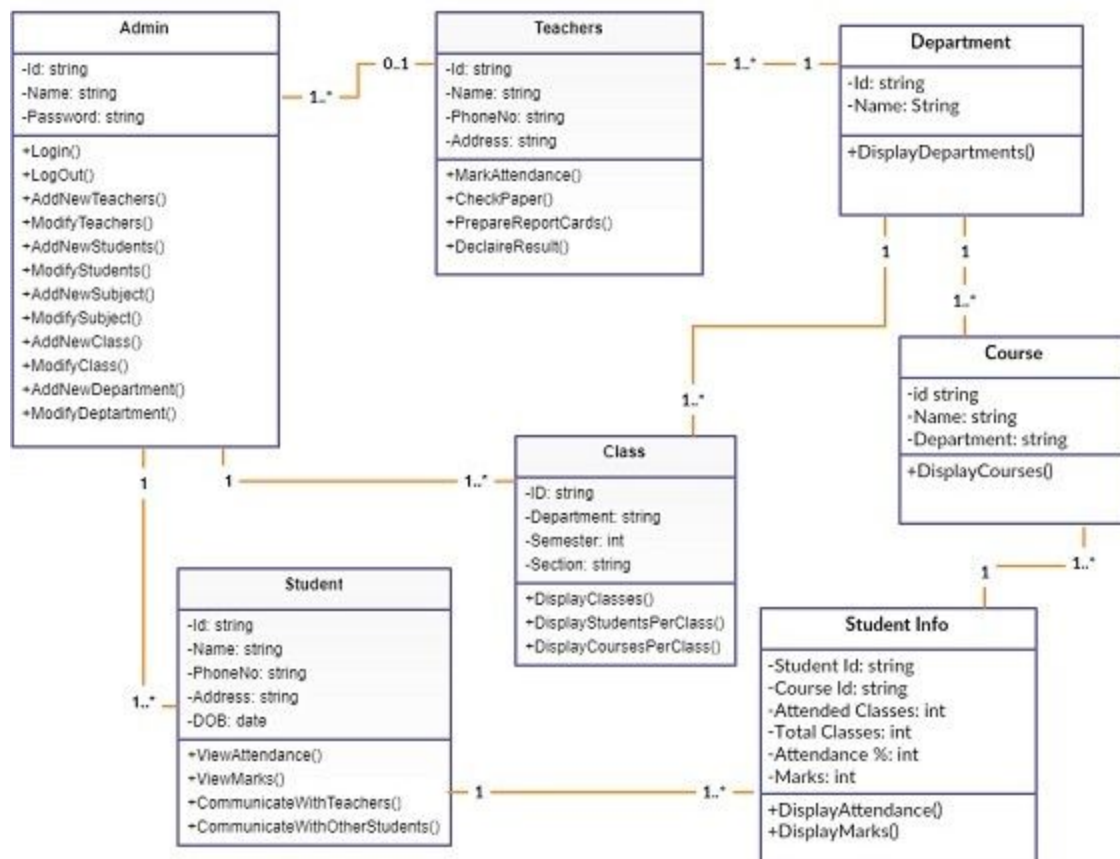 Admin
-Id: string
-Name: string
-Password: string
+Login()
+LogOut()
+AddNewTeachers()
+ModifyTeachers()
+AddNewStudents()
+ModifyStudents()
+AddNewSubject()
+ModifySubject()
+AddNewClass()
+ModifyClass()
+AddNewDepartment()
+ModifyDeptartment()
1..*
0..1
Teachers
-Id: string
-Name: string
-PhoneNo: string
-Address: string
+MarkAttendance()
+CheckPaper()
+PrepareReportCards()
+DeclaireResult()
1..*
1
Department
-Id: string
-Name: String
+DisplayDepartments()
1
1
1..*
1..*
Course
-id string
-Name: string
-Department: string
+DisplayCourses()
1
1
1..*
Class
-ID: string
-Department: string
-Semester: int
-Section: string
+DisplayClasses()
+DisplayStudentsPerClass()
+DisplayCoursesPerClass()
1
1..*
1..*
Student
-Id: string
-Name: string
-PhoneNo: string
-Address: string
-DOB: date
+ViewAttendance()
+ViewMarks()
+CommunicateWithTeachers()
+CommunicateWithOtherStudents()
1
1..*
Student Info
-Student Id: string
-Course Id: string
-Attended Classes: int
-Total Classes: int
-Attendance %: int
-Marks: int
+DisplayAttendance()
+DisplayMarks()